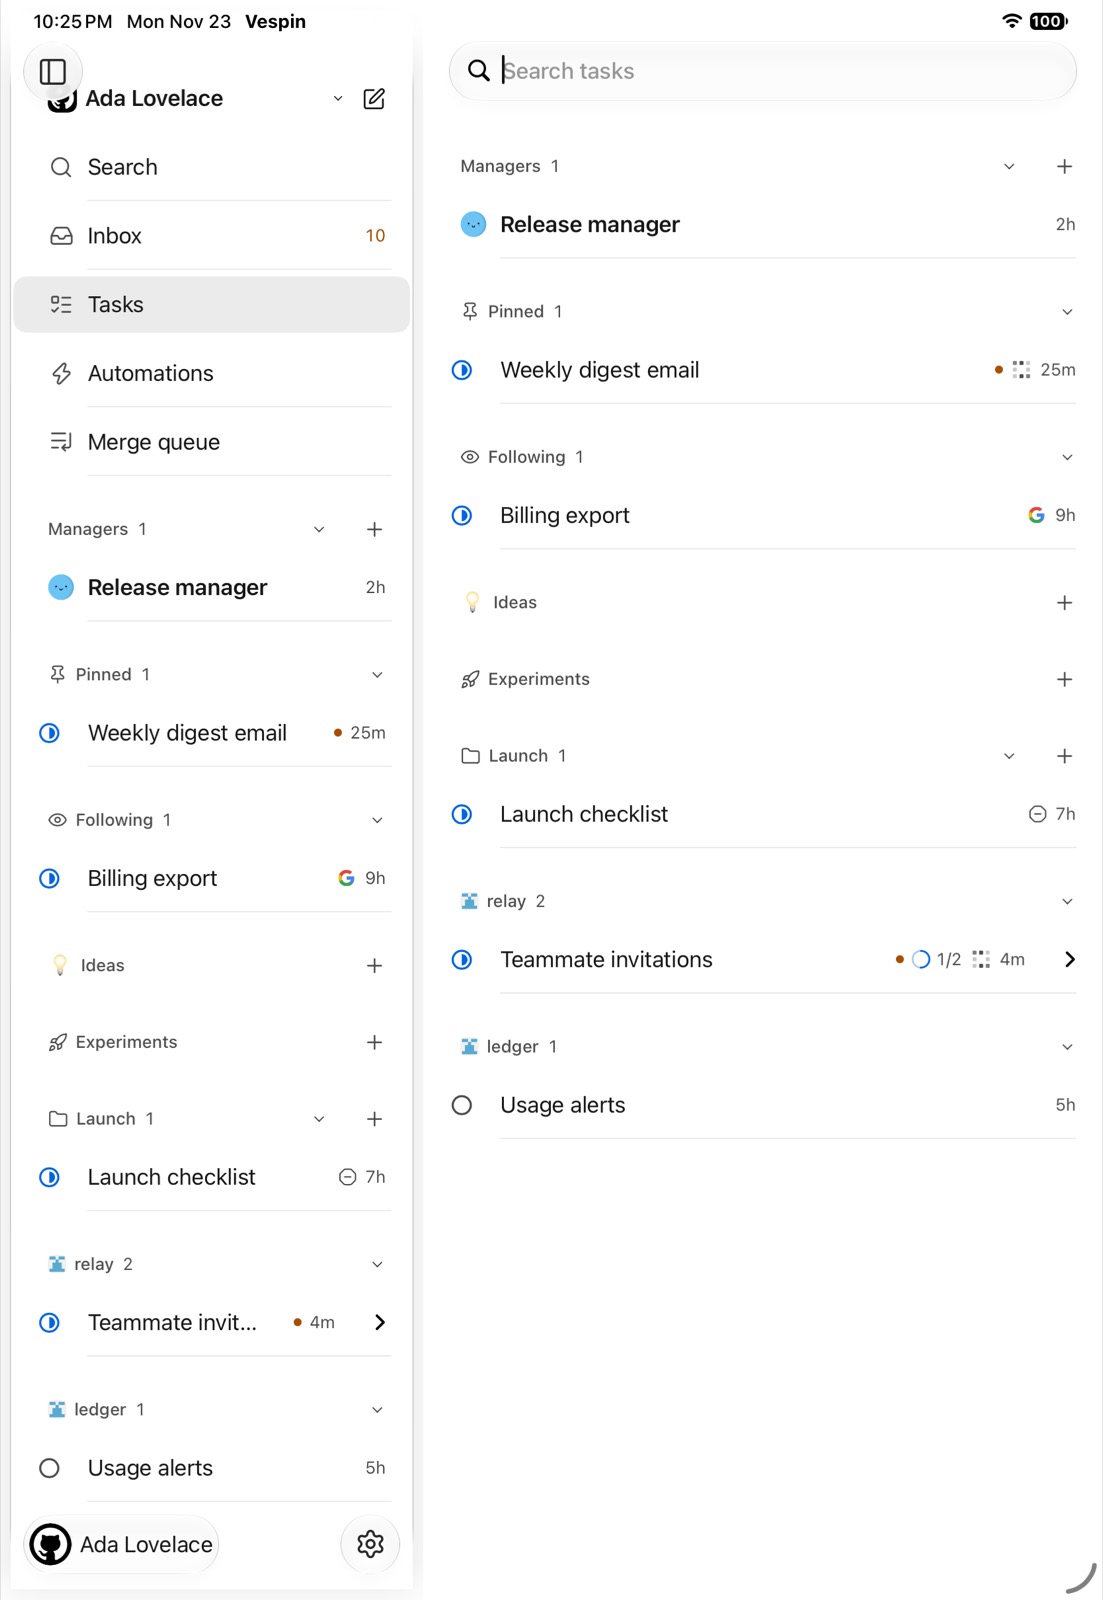 10:25 PM Mon Nov 23 Vespin
100
Ada Lovelace
Search
Inbox 10
Tasks
Automations
Merge queue
Managers 1
Release manager 2h
Pinned 1
Weekly digest email 25m
Following 1
Billing export 9h
Ideas
Experiments
Launch 1
Launch checklist 7h
relay 2
Teammate invit... 4m
ledger 1
Usage alerts 5h
Ada Lovelace
Search tasks
Managers 1
Release manager 2h
Pinned 1
Weekly digest email 25m
Following 1
Billing export 9h
Ideas
Experiments
Launch 1
Launch checklist 7h
relay 2
Teammate invitations 1/2 4m
ledger 1
Usage alerts 5h